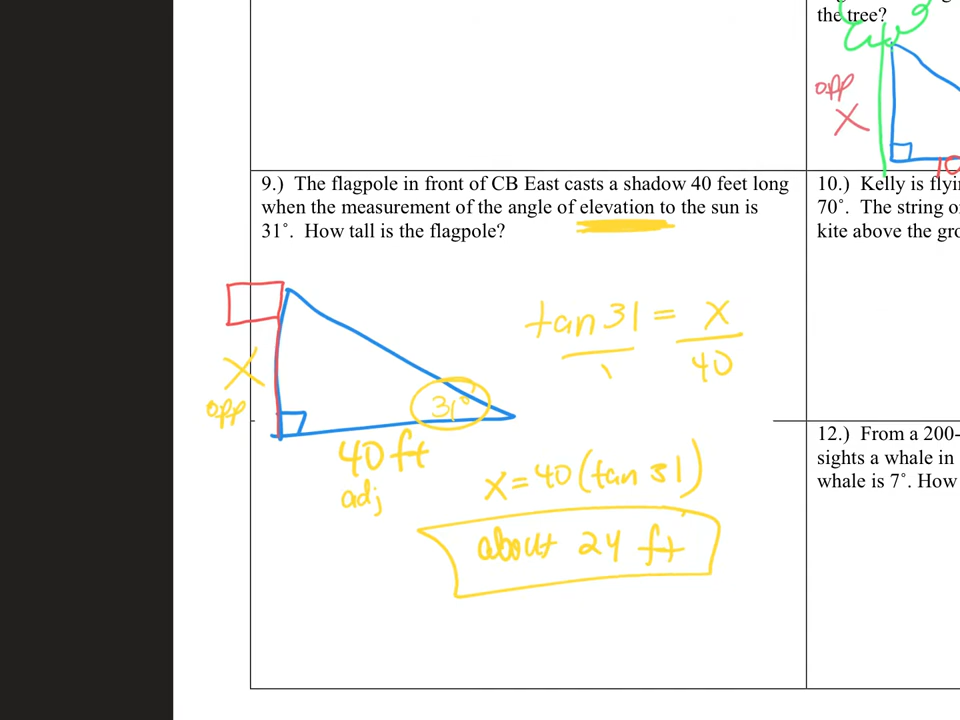 the tree?
opp
X
10
9.) The flagpole in front of CB East casts a shadow 40 feet long
when the measurement of the angle of elevation to the sun is
31˚. How tall is the flagpole?
X
opp
31°
40 ft
adj
tan 31 = x
1 40
x = 40 (tan 31)
about 24 ft
10.) Kelly is flyi
70˚. The string o
kite above the gro
12.) From a 200-
sights a whale in
whale is 7˚. How